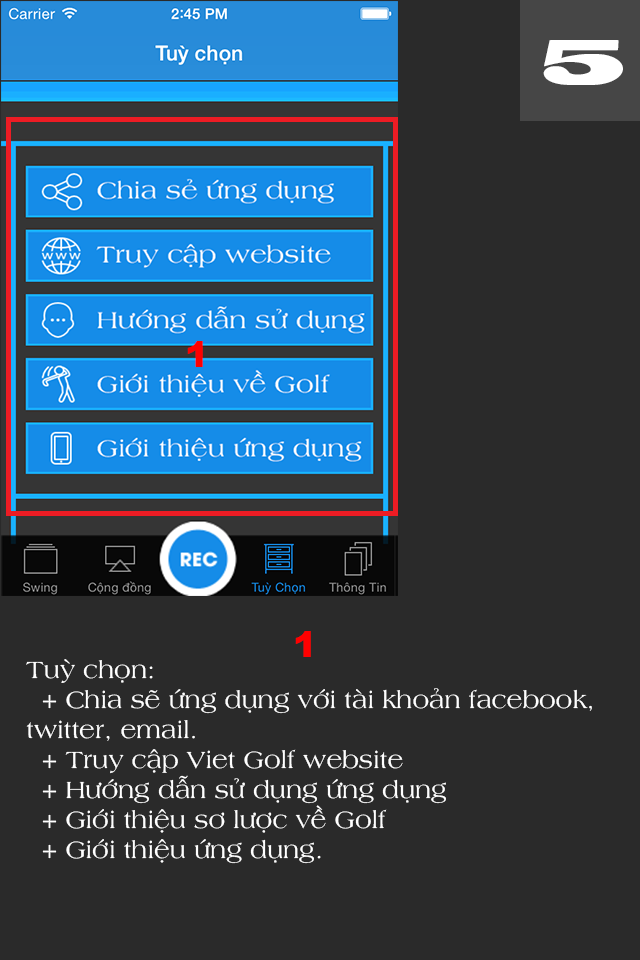 Carrier 2:45 PM
Tuỳ chọn
5
Chia sẻ ứng dụng
WWW Truy cập website
Hướng dẫn sử dụng
1
Giới thiệu về Golf
Giới thiệu ứng dụng
Swing Cộng đồng REC Tuỳ Chọn Thông Tin
1
Tuỳ chọn:
+ Chia sẽ ứng dụng với tài khoản facebook,
twitter, email.
+ Truy cập Viet Golf website
+ Hướng dẫn sử dụng ứng dụng
+ Giới thiệu sơ lược về Golf
+ Giới thiệu ứng dụng.